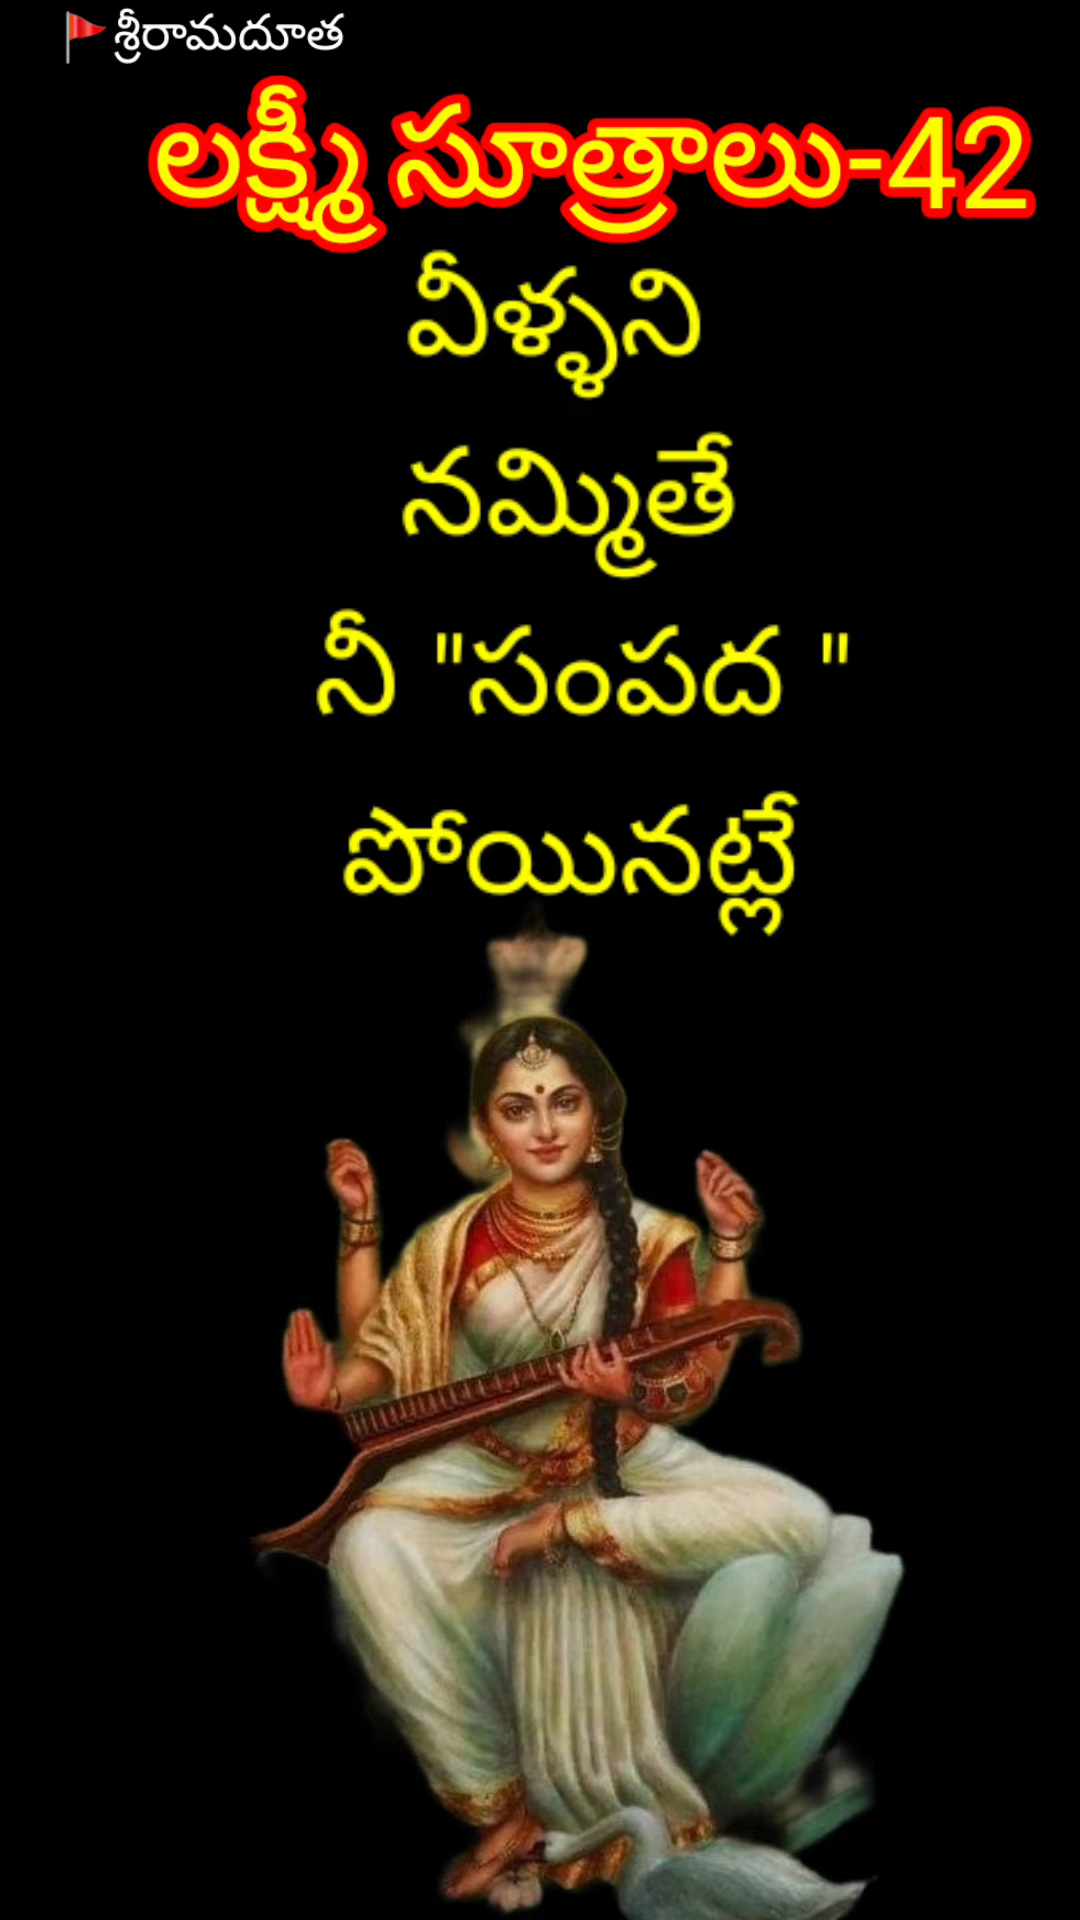 🚩శ్రీరామదూత
లక్ష్మీ సూత్రాలు-42
వీళ్ళని
నమ్మితే
నీ "సంపద "
పోయినట్లే